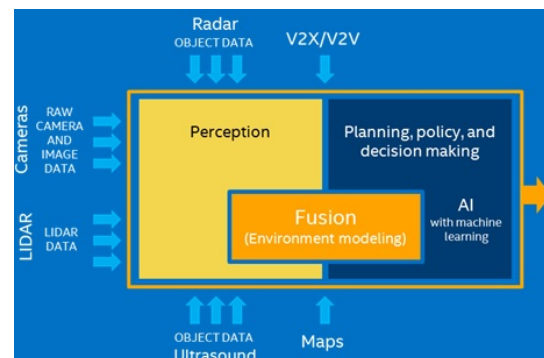 Radar
OBJECT DATA
V2X/V2V
Cameras
RAW
CAMERA
AND
IMAGE
DATA
Perception
Planning, policy, and
decision making
LIDAR
LIDAR
DATA
Fusion
(Environment modeling)
AI
with machine
learning
OBJECT DATA
Ultrasound
Maps